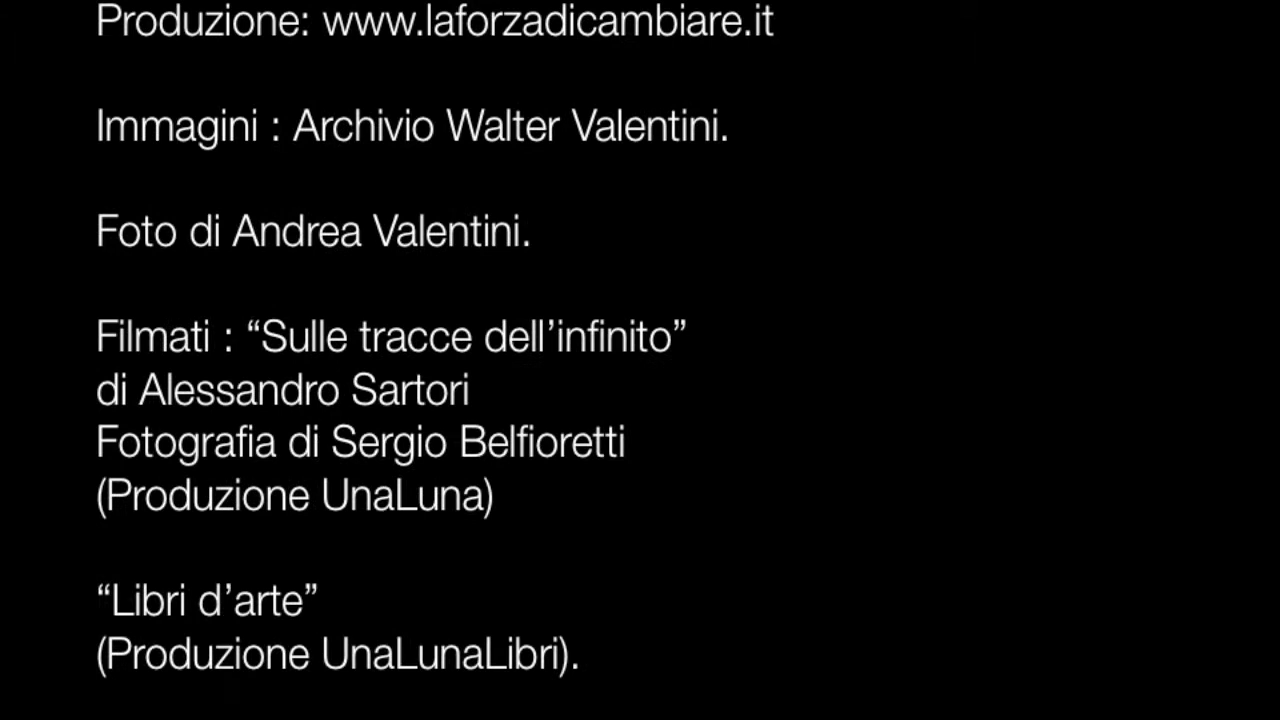 Produzione: www.laforzadicambiare.it
Immagini : Archivio Walter Valentini.
Foto di Andrea Valentini.
Filmati : “Sulle tracce dell’infinito”
di Alessandro Sartori
Fotografia di Sergio Belfioretti
(Produzione UnaLuna)
“Libri d’arte”
(Produzione UnaLunaLibri).